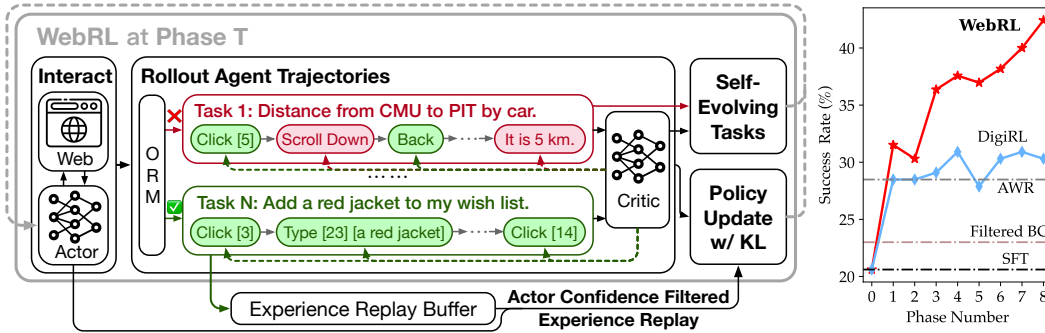 WebRL at Phase T
Interact
Web
Actor
Rollout Agent Trajectories
ORM
Task 1: Distance from CMU to PIT by car.
Click [5]
Scroll Down
Back
It is 5 km.
Task N: Add a red jacket to my wish list.
Click [3]
Type [23] [a red jacket]
Click [14]
Critic
Self-
Evolving
Tasks
Policy
Update
w/ KL
Experience Replay Buffer
Actor Confidence Filtered
Experience Replay
Success Rate (%)
40
35
30
25
20
WebRL
DigiRL
AWR
Filtered BC
SFT
0 1 2 3 4 5 6 7 8
Phase Number